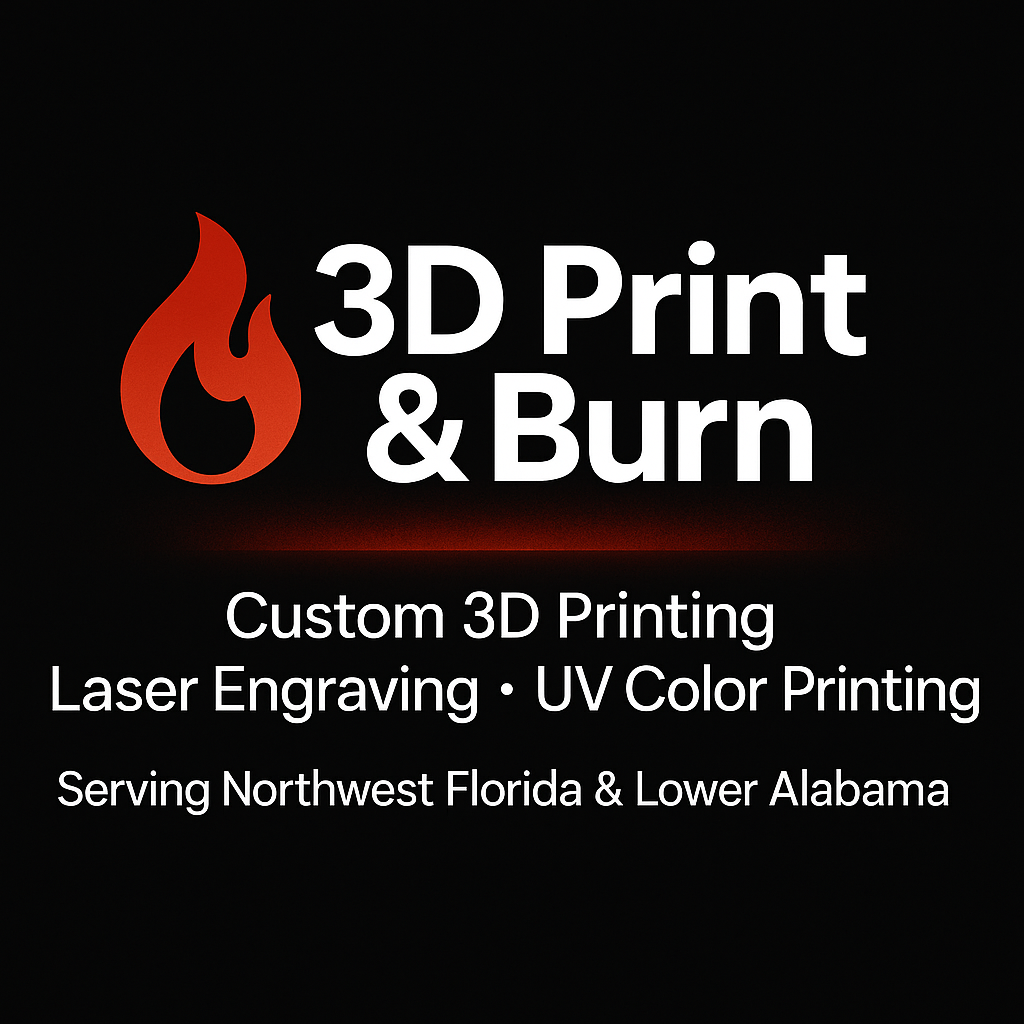 3D Print
& Burn
Custom 3D Printing
Laser Engraving • UV Color Printing
Serving Northwest Florida & Lower Alabama